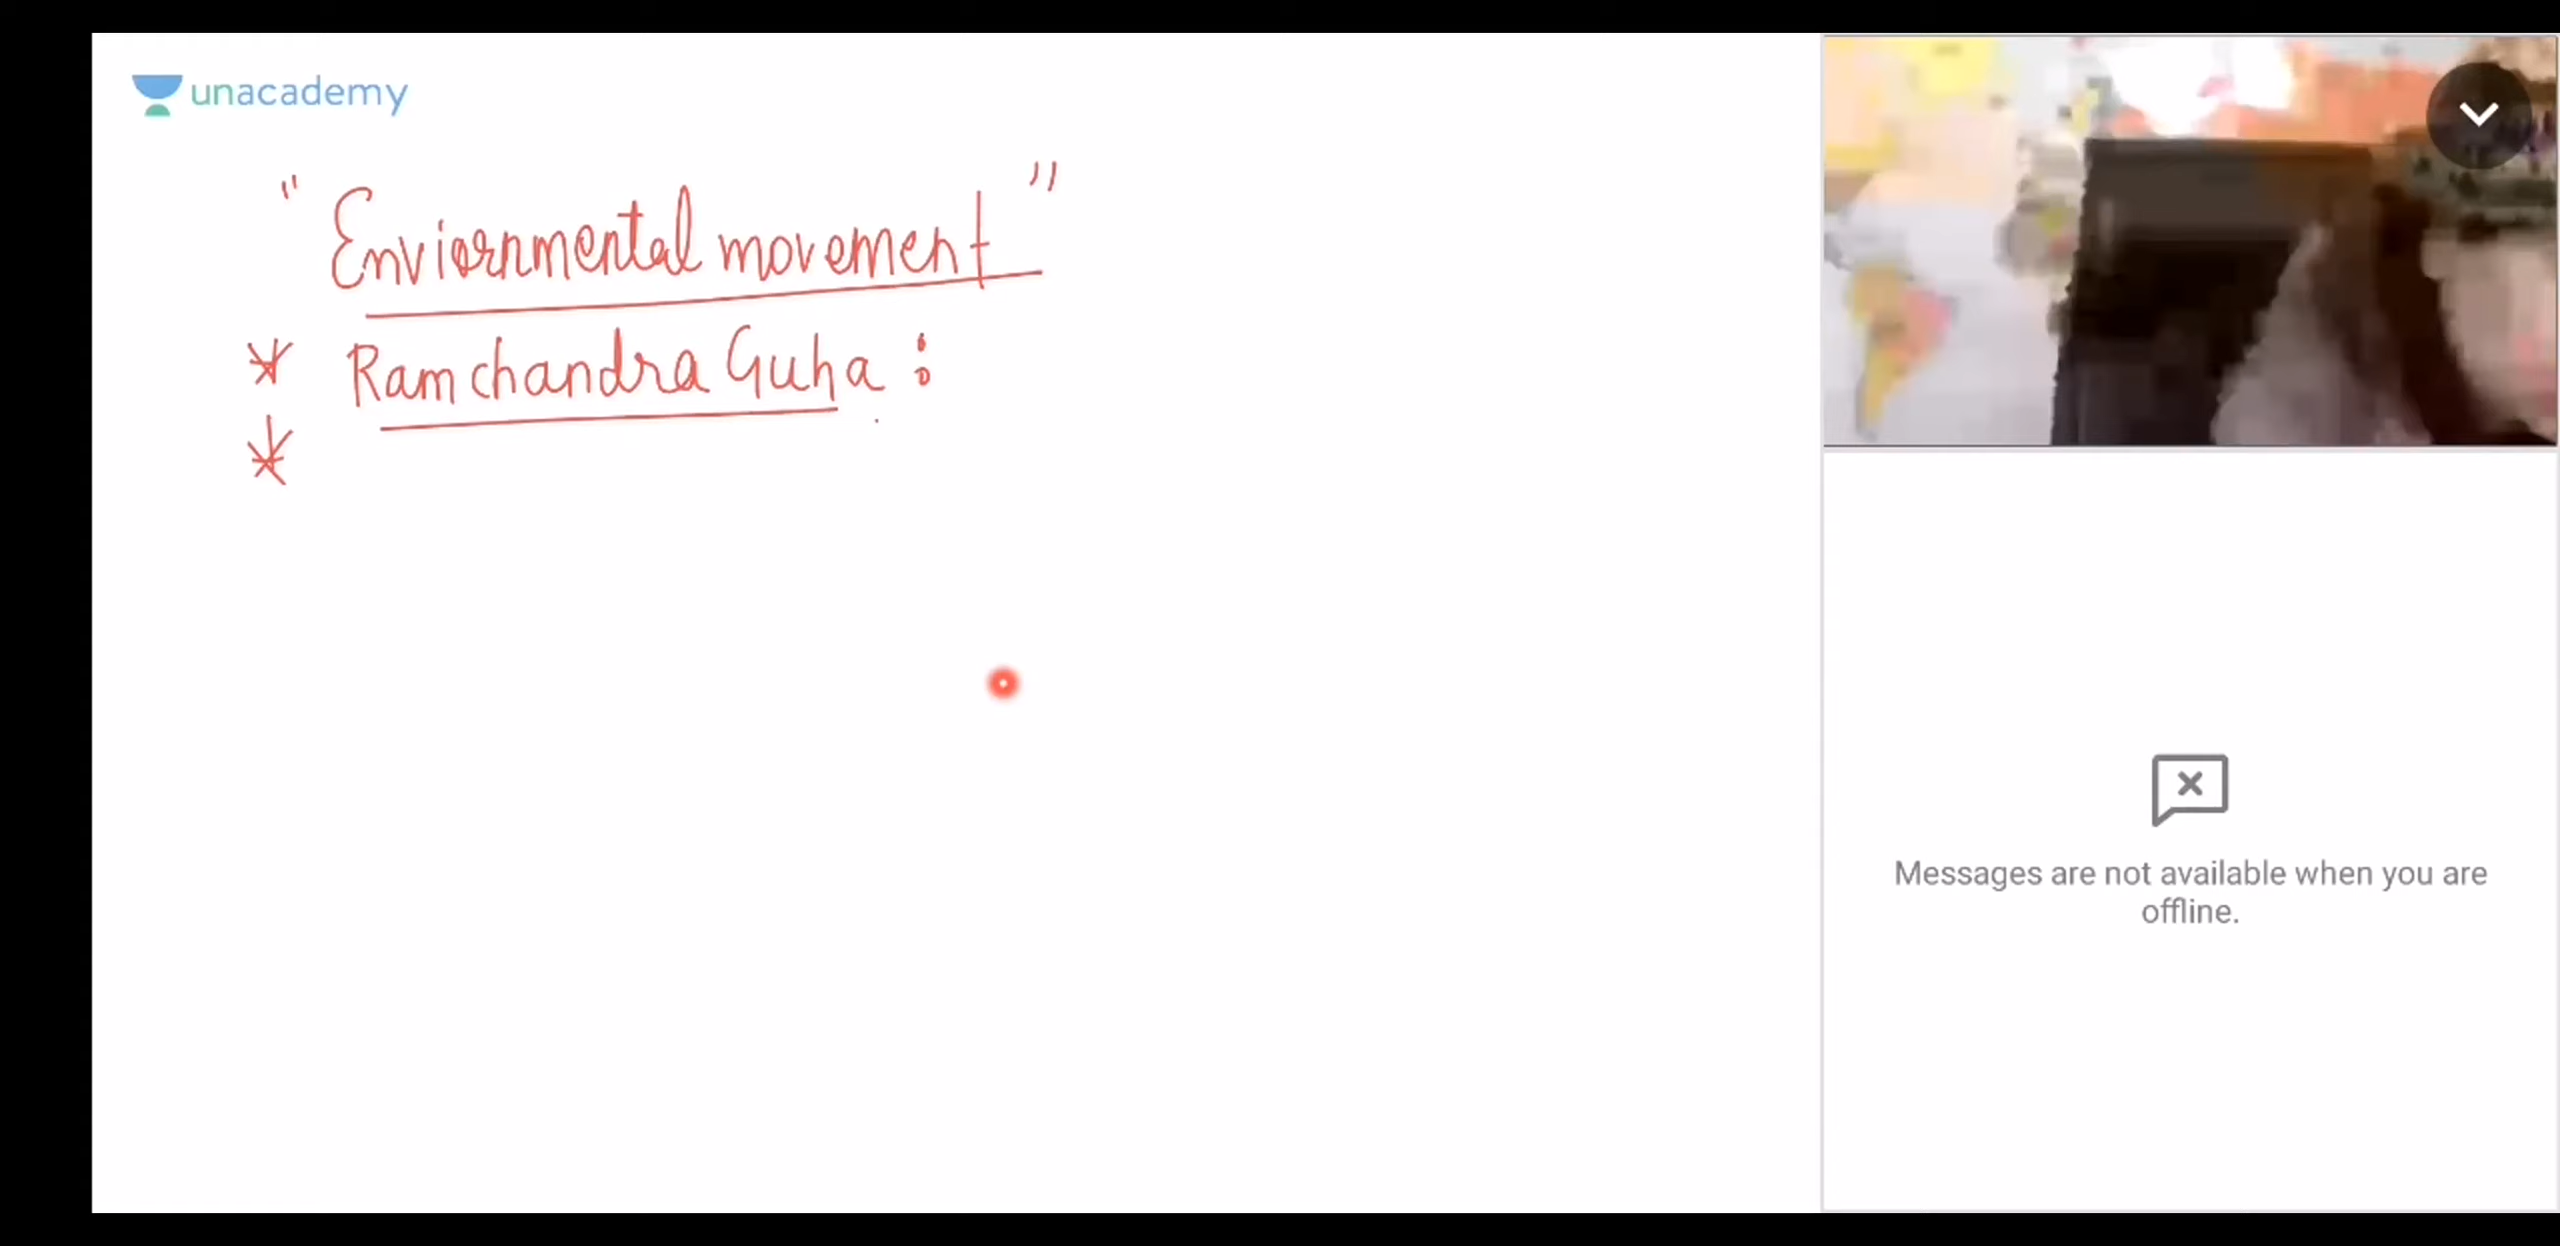 unacademy
" Enviornmental movement "
* Ramchandra Guha :
*
Messages are not available when you are
offline.